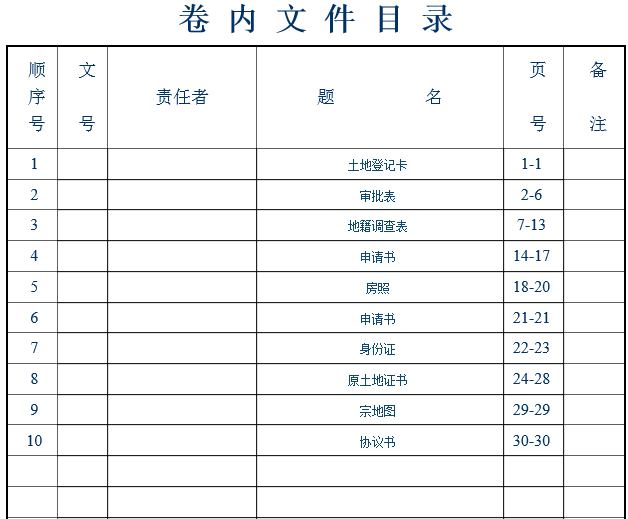 卷内文件目录
顺序号 文号 责任者 题名 页号 备注
1 土地登记卡 1-1
2 审批表 2-6
3 地籍调查表 7-13
4 申请书 14-17
5 房照 18-20
6 申请书 21-21
7 身份证 22-23
8 原土地证书 24-28
9 宗地图 29-29
10 协议书 30-30